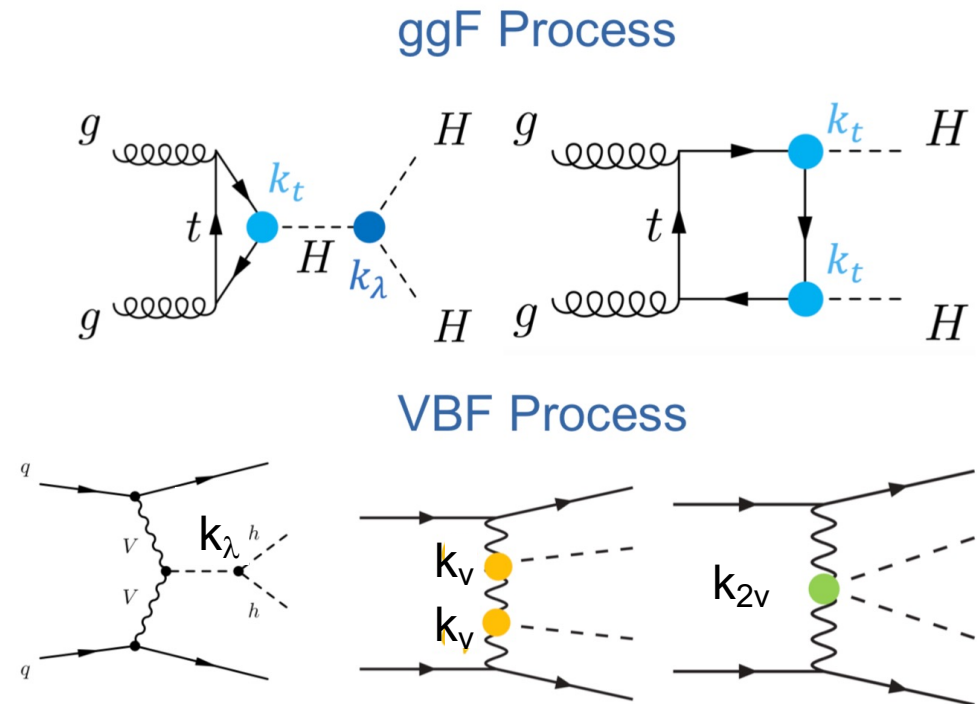 ggF Process
g
H
g
k_t
H
k_t
t
H
k_λ
t
k_t
g
H
g
H
VBF Process
q
V
k_λ
h
V
h
q
k_v
k_v
k_2v